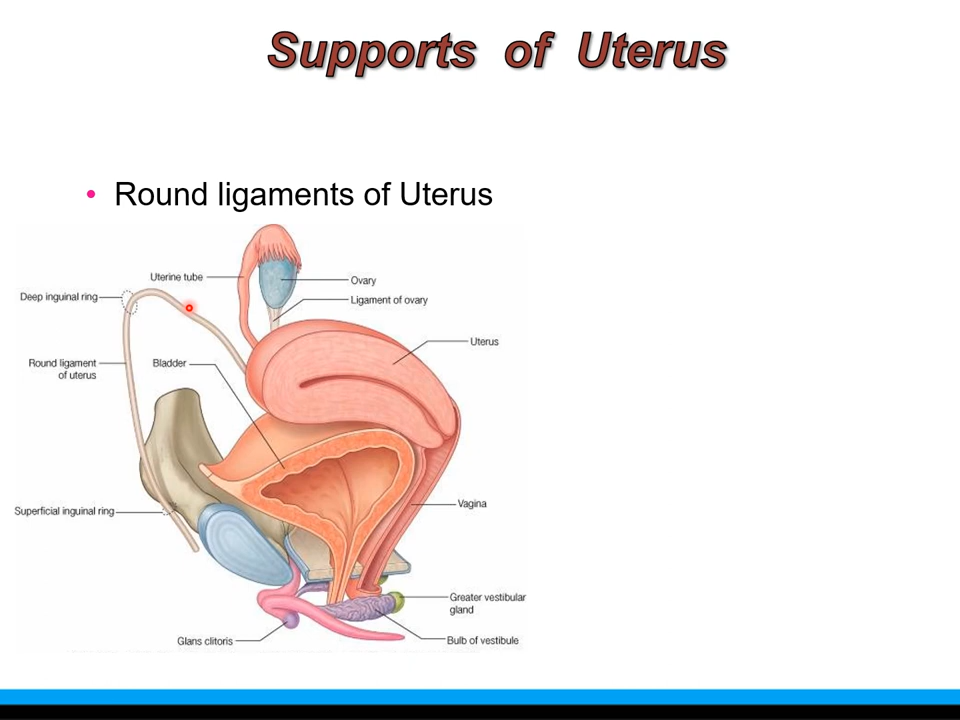 Supports of Uterus
• Round ligaments of Uterus
Uterine tube
Ovary
Deep inguinal ring
Ligament of ovary
Uterus
Round ligament
of uterus
Bladder
Superficial inguinal ring
Vagina
Greater vestibular
gland
Glans clitoris
Bulb of vestibule